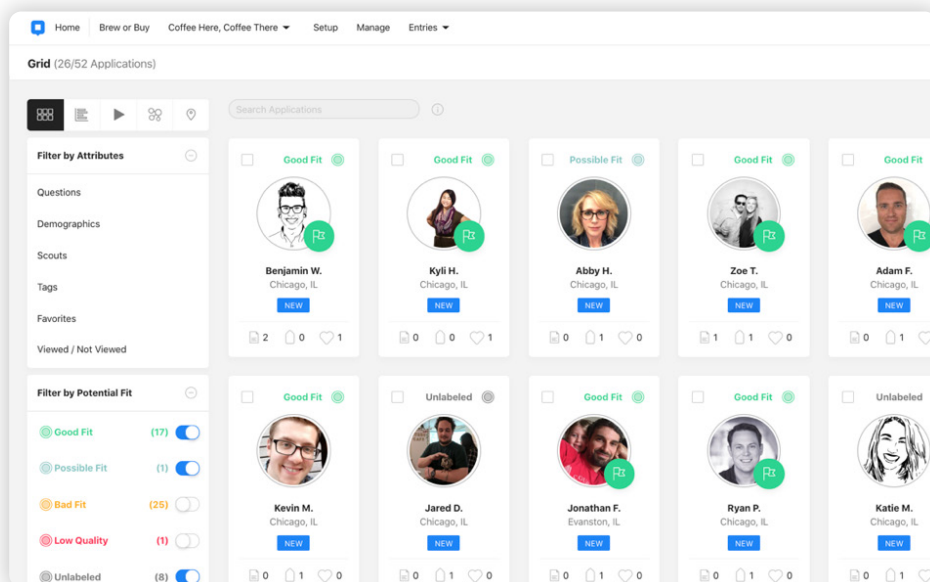 Home Brew or Buy Coffee Here, Coffee There Setup Manage Entries
Grid (26/52 Applications)
Search Applications
Filter by Attributes
Questions
Demographics
Scouts
Tags
Favorites
Viewed / Not Viewed
Filter by Potential Fit
Good Fit (17)
Possible Fit (1)
Bad Fit (25)
Low Quality (1)
Unlabeled (8)
Good Fit Good Fit Possible Fit Good Fit Good Fit
Benjamin W. Kyli H. Abby H. Zoe T. Adam F.
Chicago, IL Chicago, IL Chicago, IL Chicago, IL Chicago, IL
NEW NEW NEW NEW NEW
2 0 1 0 0 1 0 1 0 1 1 0 0 1
Good Fit Unlabeled Good Fit Good Fit Unlabeled
Kevin M. Jared D. Jonathan F. Ryan P. Katie M.
Chicago, IL Chicago, IL Evanston, IL Chicago, IL Chicago, IL
NEW NEW NEW NEW NEW
0 1 0 0 1 0 0 1 0 0 1 0 0 1